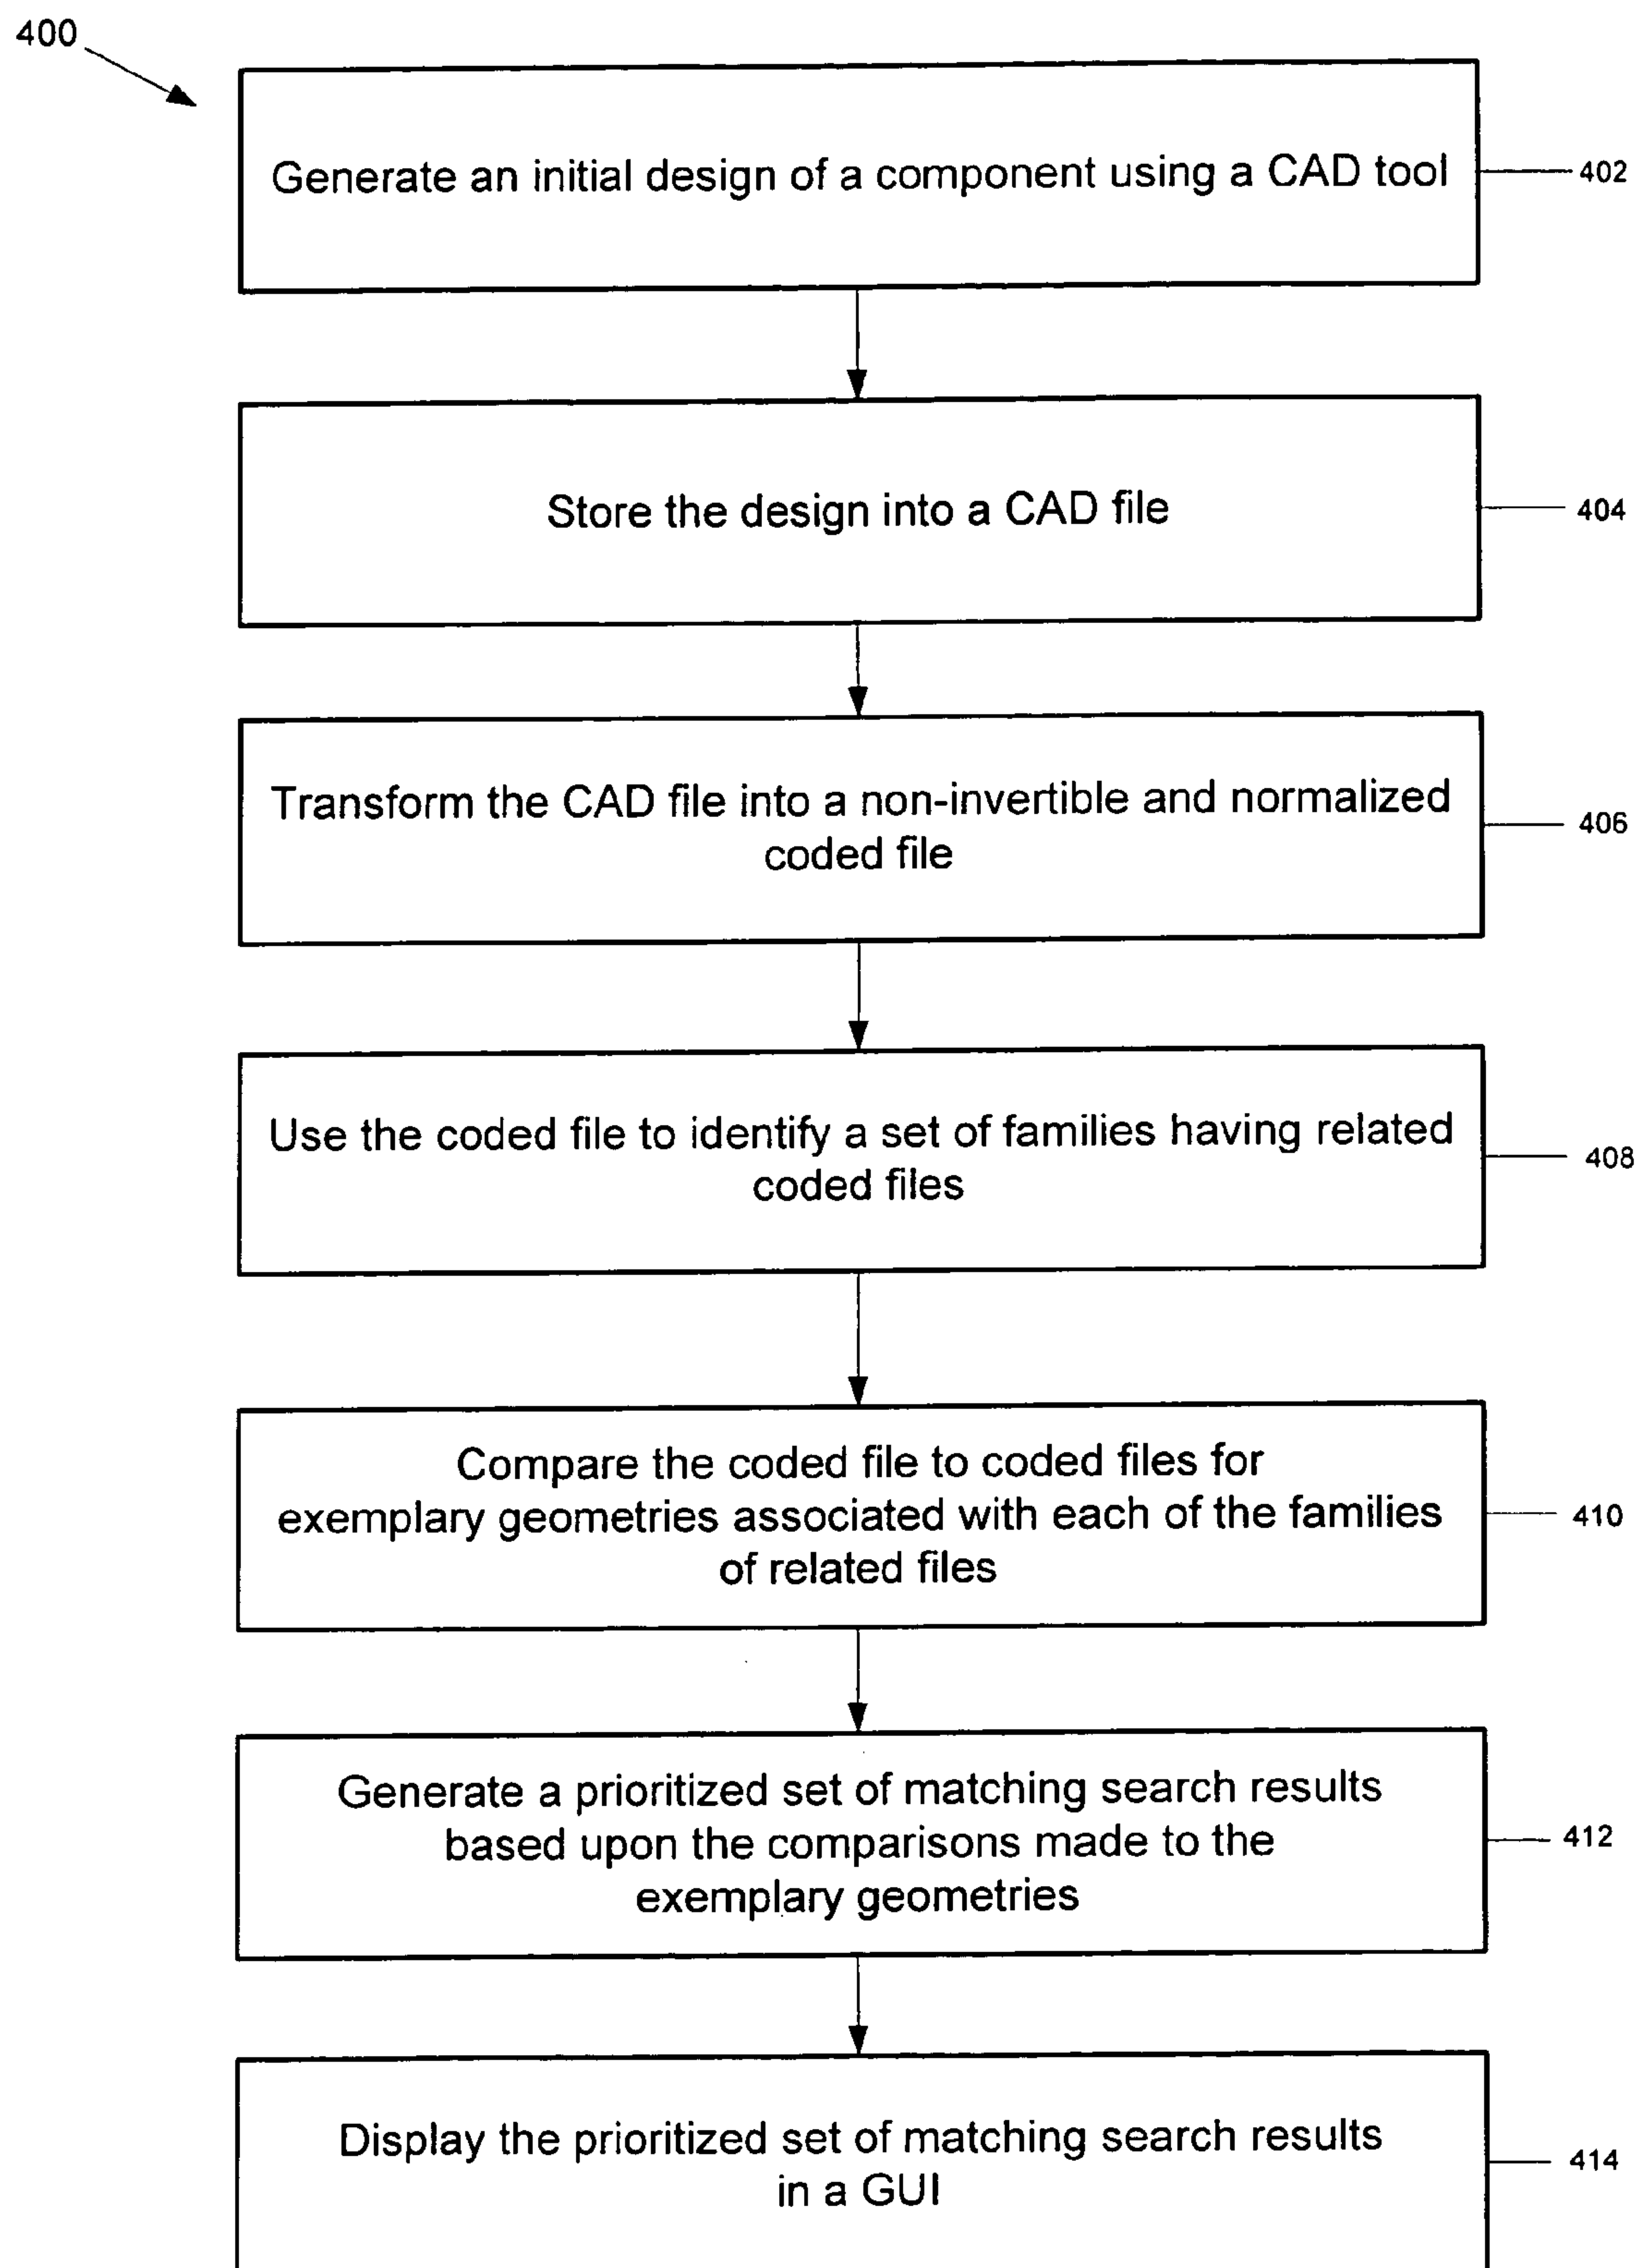 400
Generate an initial design of a component using a CAD tool
402
Store the design into a CAD file
404
Transform the CAD file into a non-invertible and normalized
coded file
406
Use the coded file to identify a set of families having related
coded files
408
Compare the coded file to coded files for
exemplary geometries associated with each of the families
of related files
410
Generate a prioritized set of matching search results
based upon the comparisons made to the
exemplary geometries
412
Display the prioritized set of matching search results
in a GUI
414